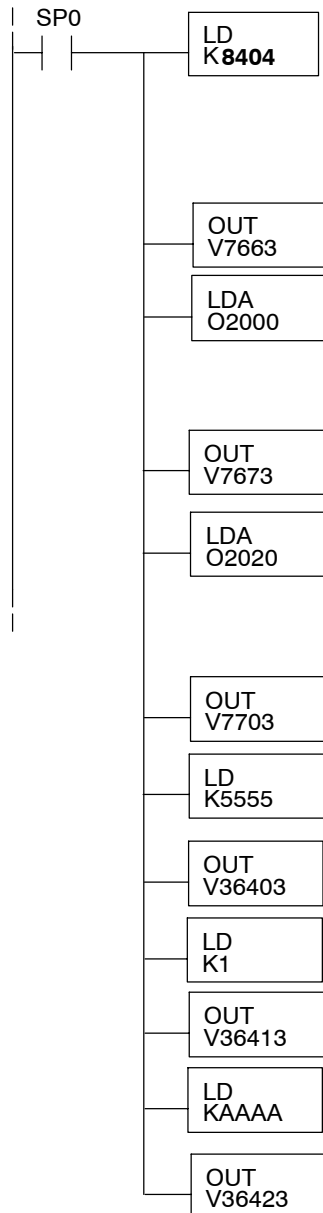 SP0
LD
K8404
OUT
V7663
LDA
O2000
OUT
V7673
LDA
O2020
OUT
V7703
LD
K5555
OUT
V36403
LD
K1
OUT
V36413
LD
KAAAA
OUT
V36423